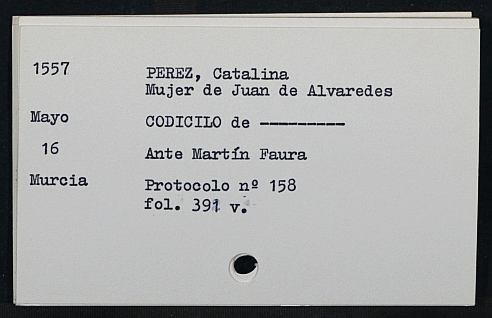 1557
PEREZ, Catalina
Mujer de Juan de Alvaredes
Mayo
CODICILO de ---------
16
Ante Martín Faura
Murcia
Protocolo nº 158
fol. 391 v.